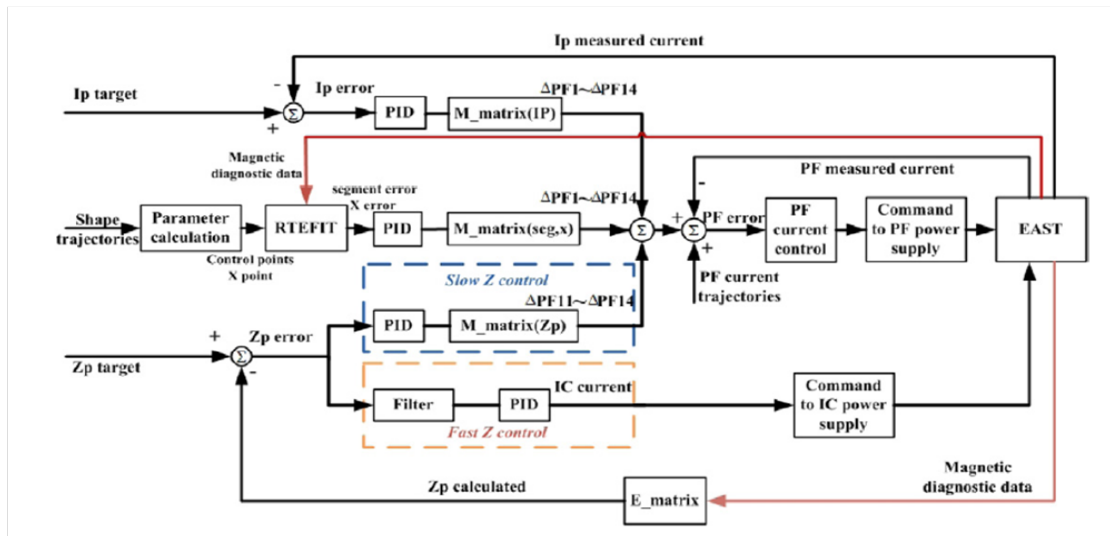 Ip measured current
ΔPF1~ΔPF14
Ip error
Ip target
-
Σ
+
PID
M_matrix(IP)
Magnetic
diagnostic data
segment error
X error
ΔPF1~ΔPF14
PF measured current
-
Shape
trajectories
Parameter
calculation
RTEFIT
PID
M_matrix(seg,x)
Σ
+
Σ
PF error
+
PF
current
control
Command
to PF power
supply
EAST
Control points
X point
PF current
trajectories
Slow Z control
ΔPF11~ΔPF14
PID
M_matrix(Zp)
+
Zp error
Σ
-
Zp target
IC current
Filter
PID
Fast Z control
Command
to IC power
supply
Zp calculated
E_matrix
Magnetic
diagnostic data